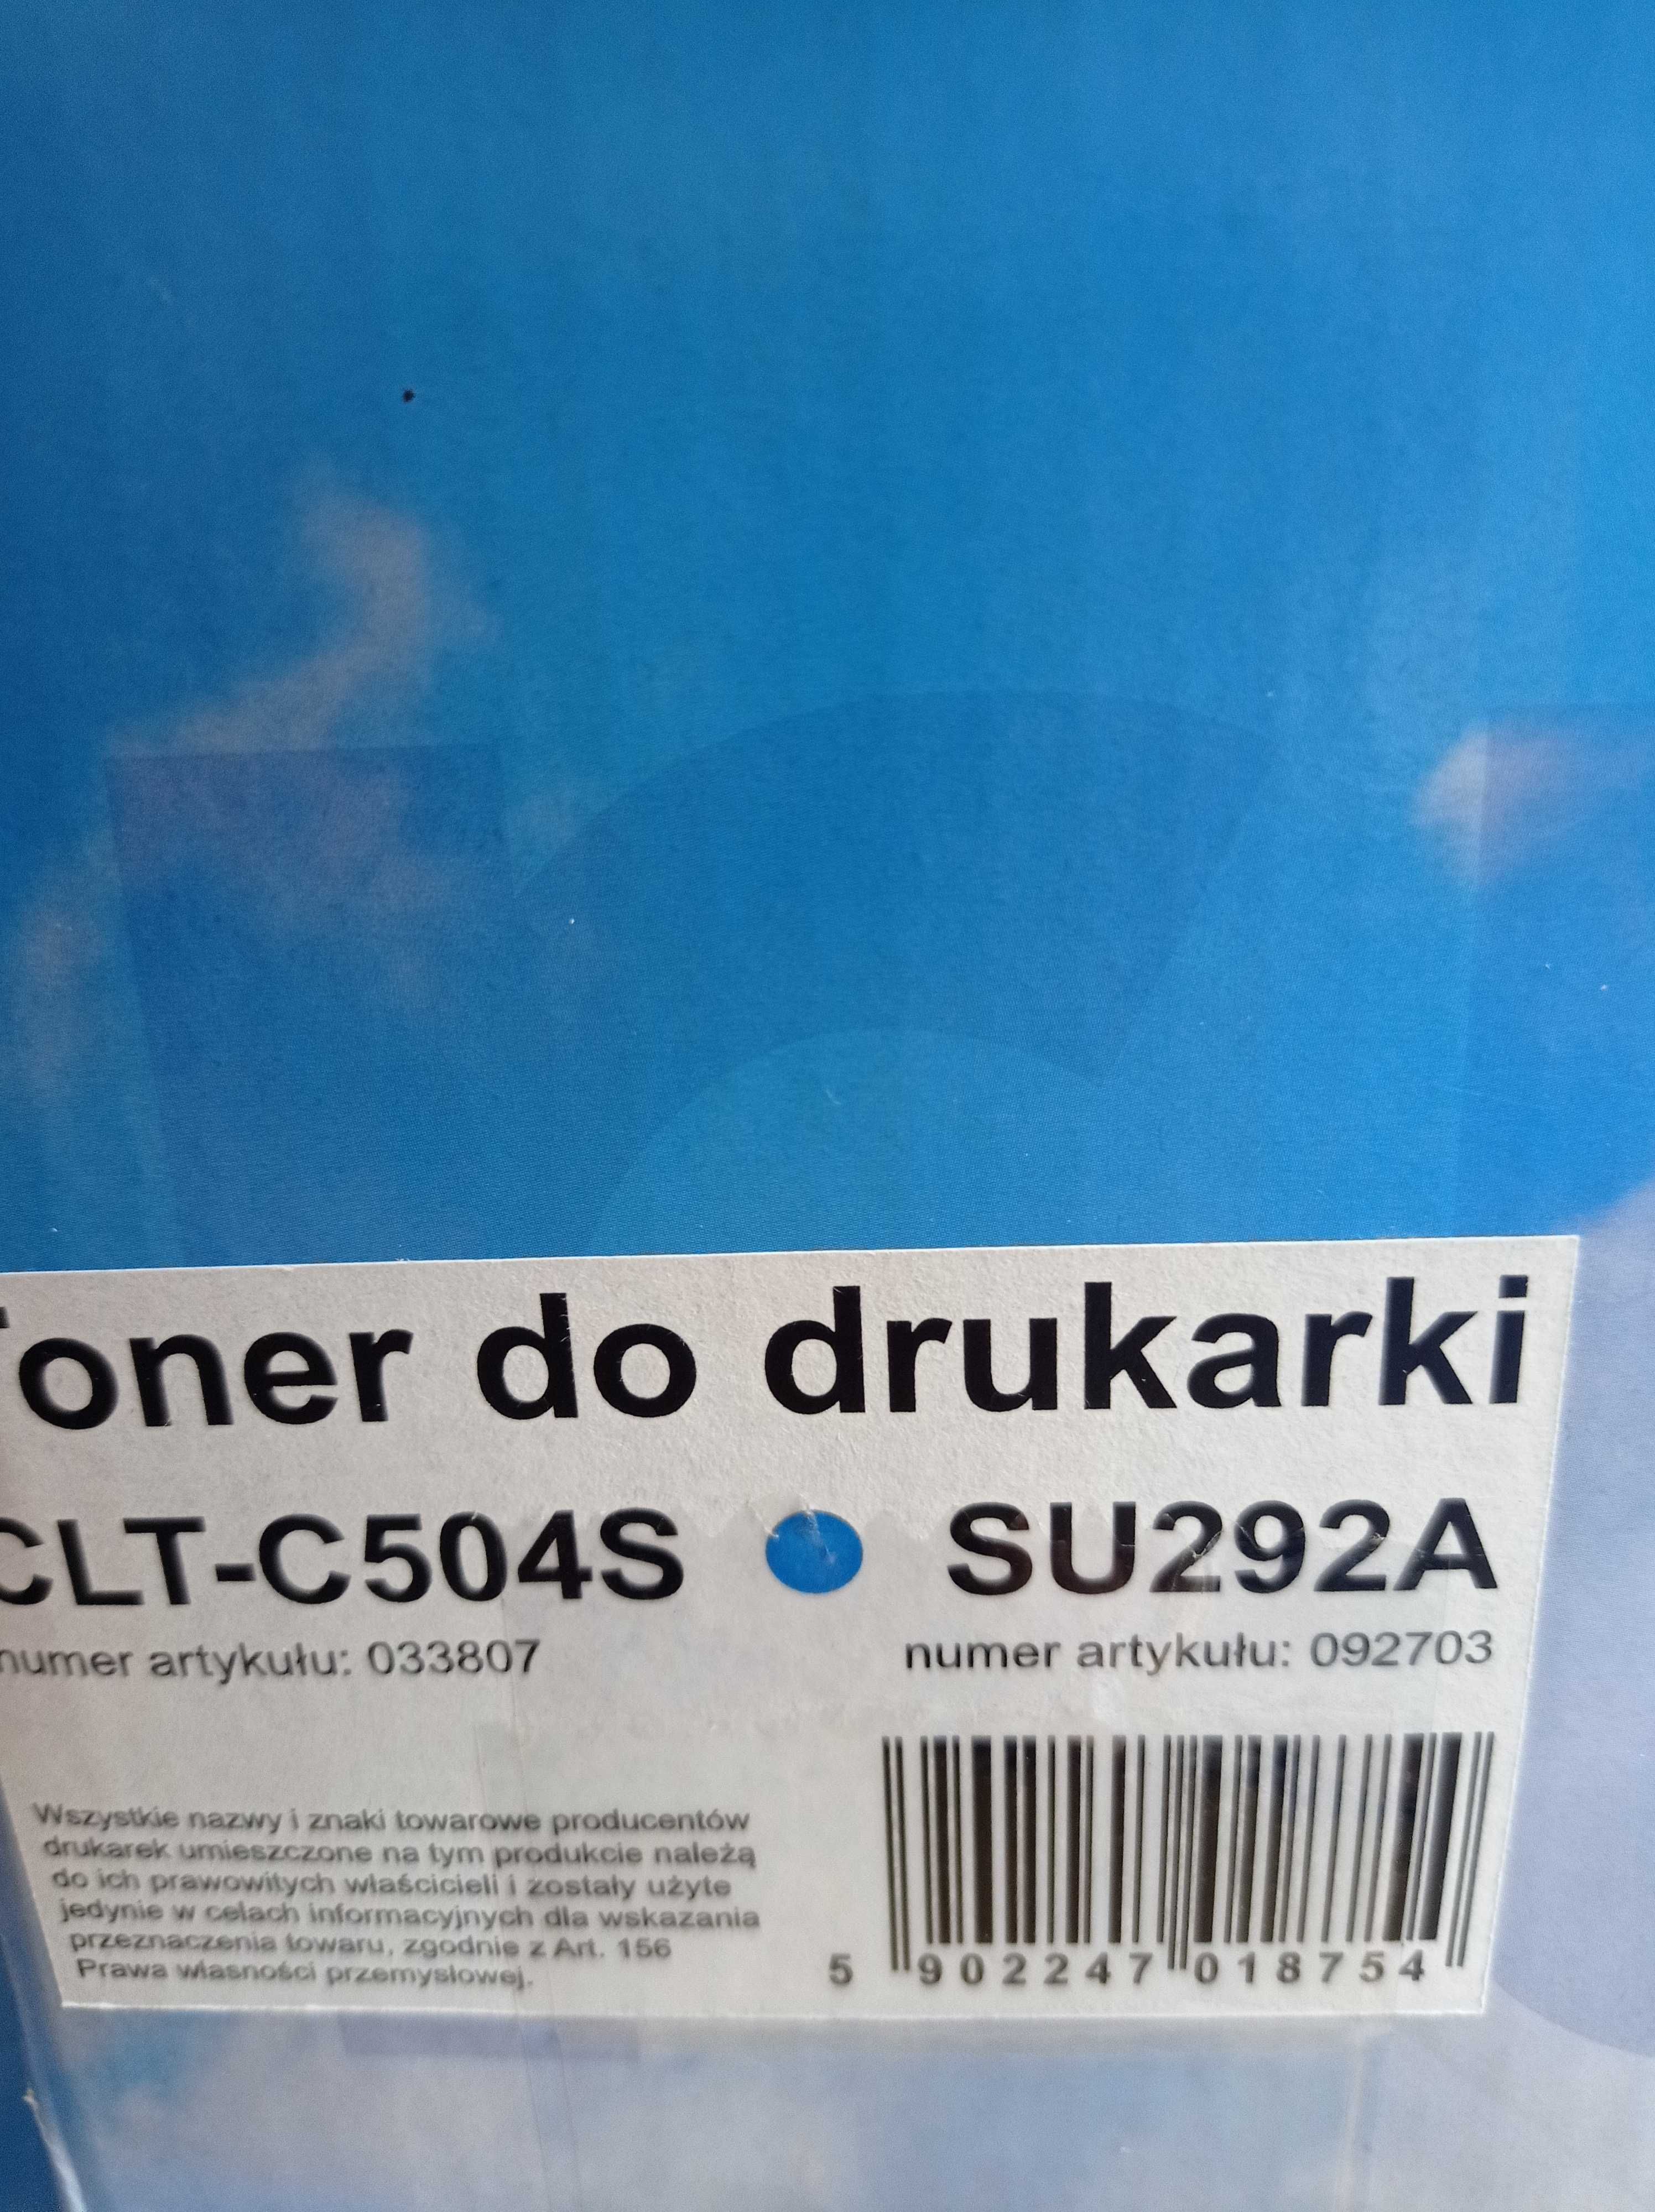 Toner do drukarki
CLT-C504S SU292A
numer artykułu: 033807 numer artykułu: 092703
Wszystkie nazwy i znaki towarowe producentów
drukarek umieszczone na tym produkcie należą
do ich prawowitych właścicieli i zostały użyte
jedynie w celach informacyjnych dla wskazania
przeznaczenia towaru, zgodnie z Art. 156
Prawa własności przemysłowej.
5 902247 018754